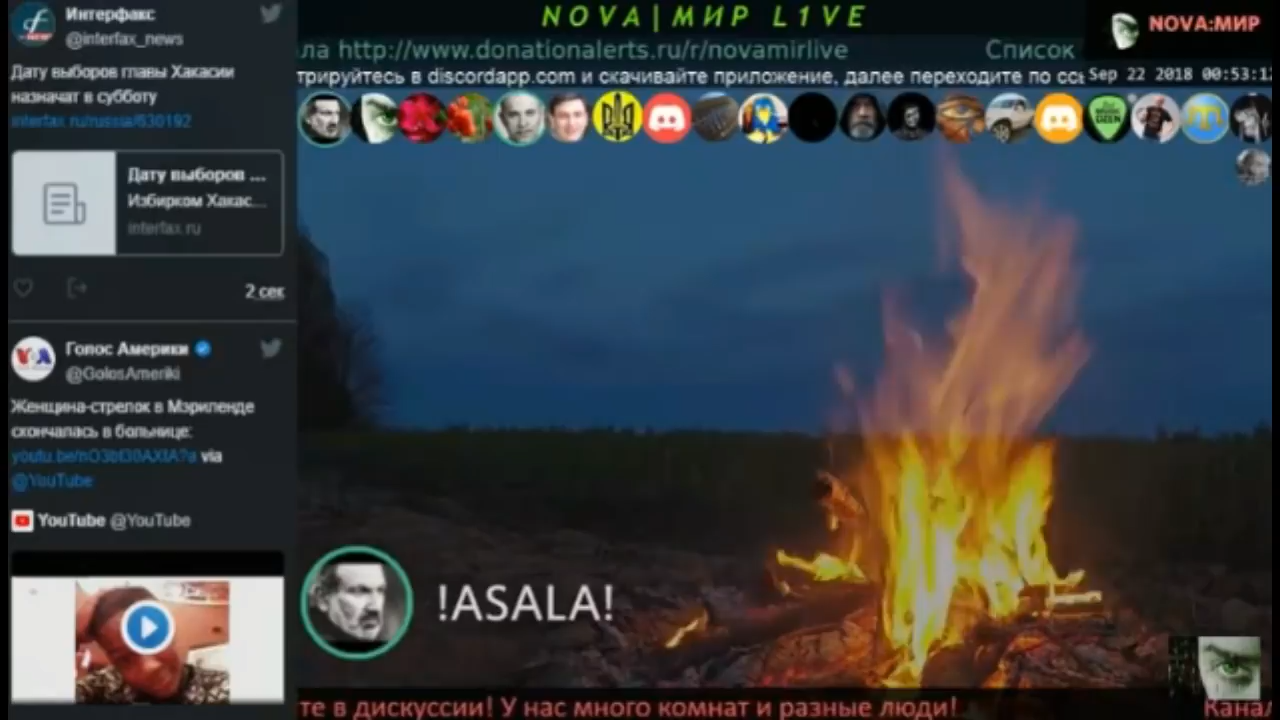 Интерфакс
@interfax_news
Дату выборов главы Хакасии
назначат в субботу
interfax.ru/russia/630192
Дату выборов ...
Избирком Хакас...
interfax.ru
2 сек
Голос Америки
@GolosAmeriki
Женщина-стрелок в Мэриленде
скончалась в больнице:
via
@YouTube
YouTube @YouTube
NOVA|МИР L1VE
ла http://www.donationalerts.ru/r/novamirlive Список
трируйтесь в discordapp.com и скачивайте приложение, далее переходите по ссы
NOVA:МИР
Sep 22 2018 00:53:12
!ASALA!
те в дискуссии! У нас много комнат и разные люди! Канал